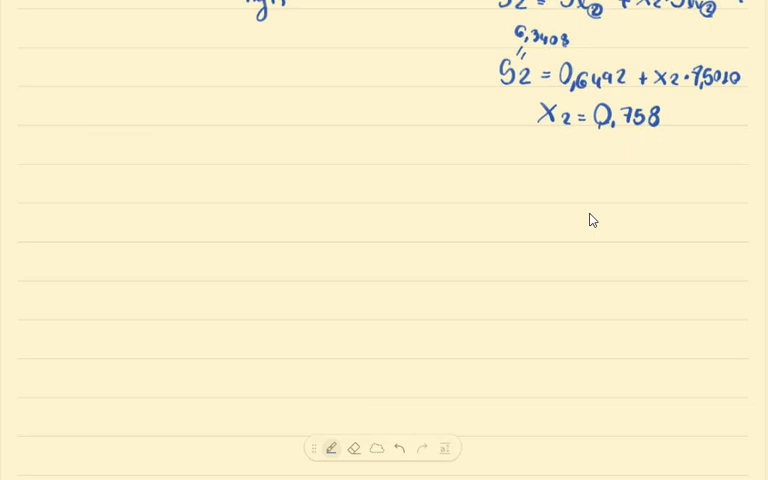 6,3408
S2 = 0,6492 + x2·7,5010
X2 = 0,758